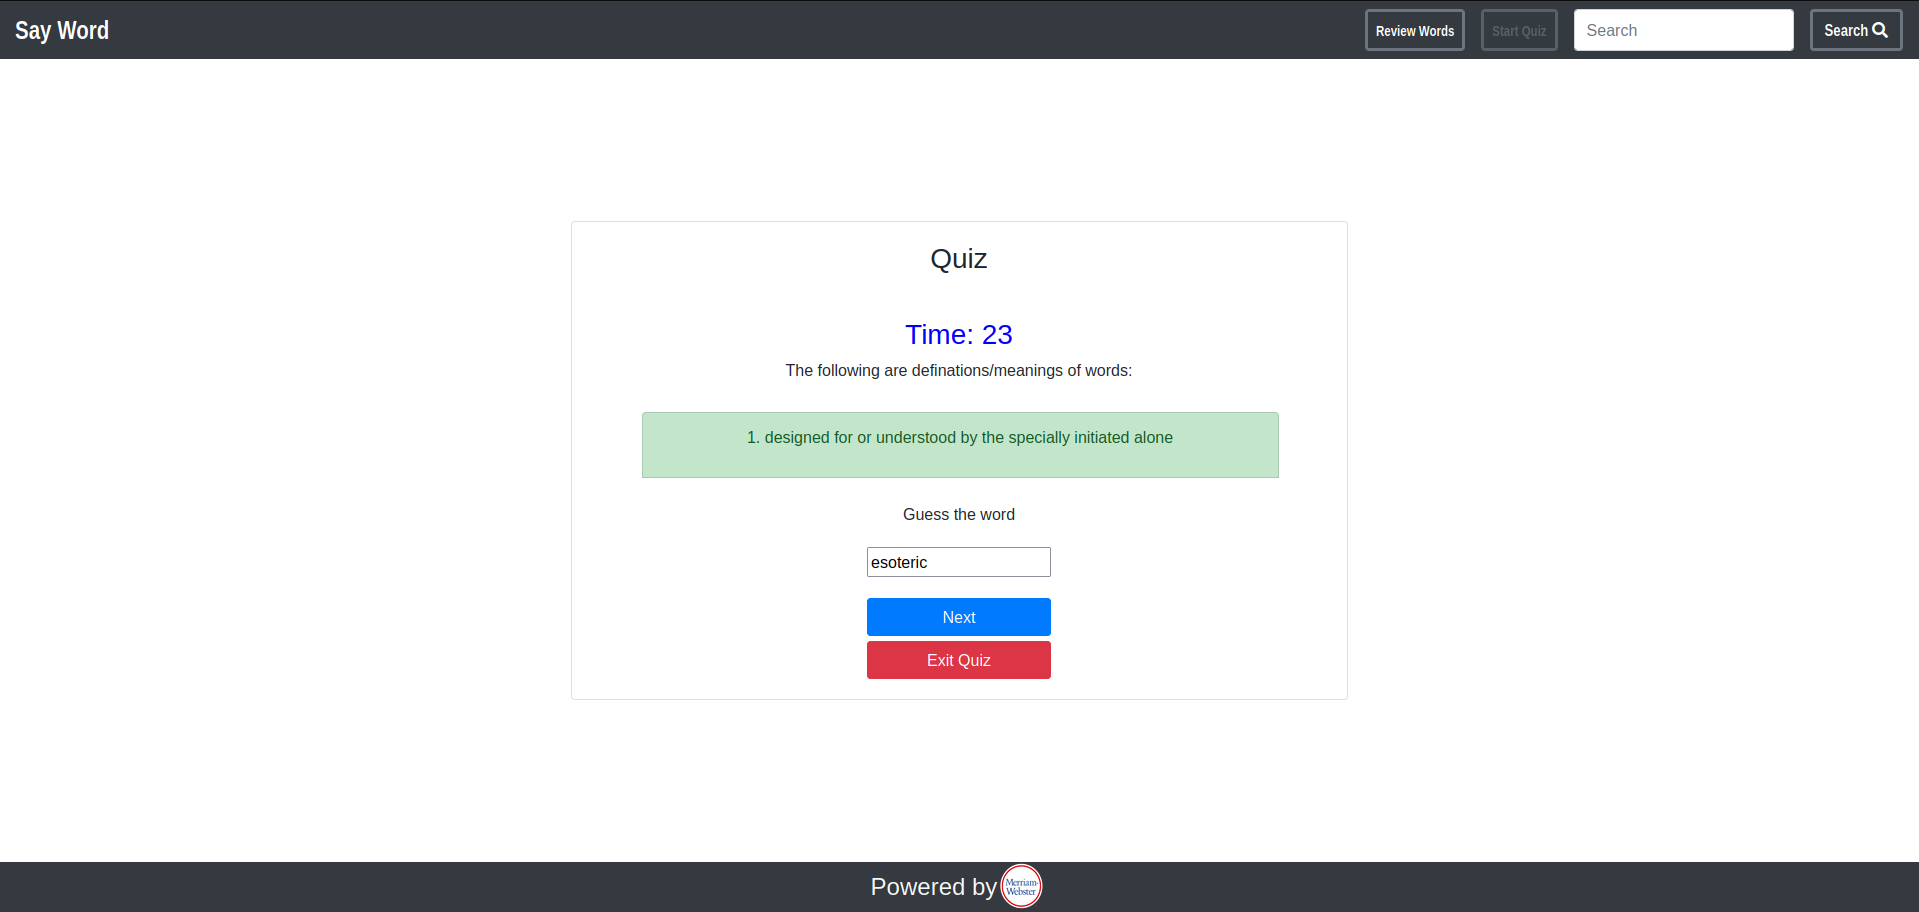 Say Word
Review Words
Start Quiz
Search
Search
Quiz
Time: 23
The following are definations/meanings of words:
1. designed for or understood by the specially initiated alone
Guess the word
esoteric
Next
Exit Quiz
Powered by
Merriam-
Webster